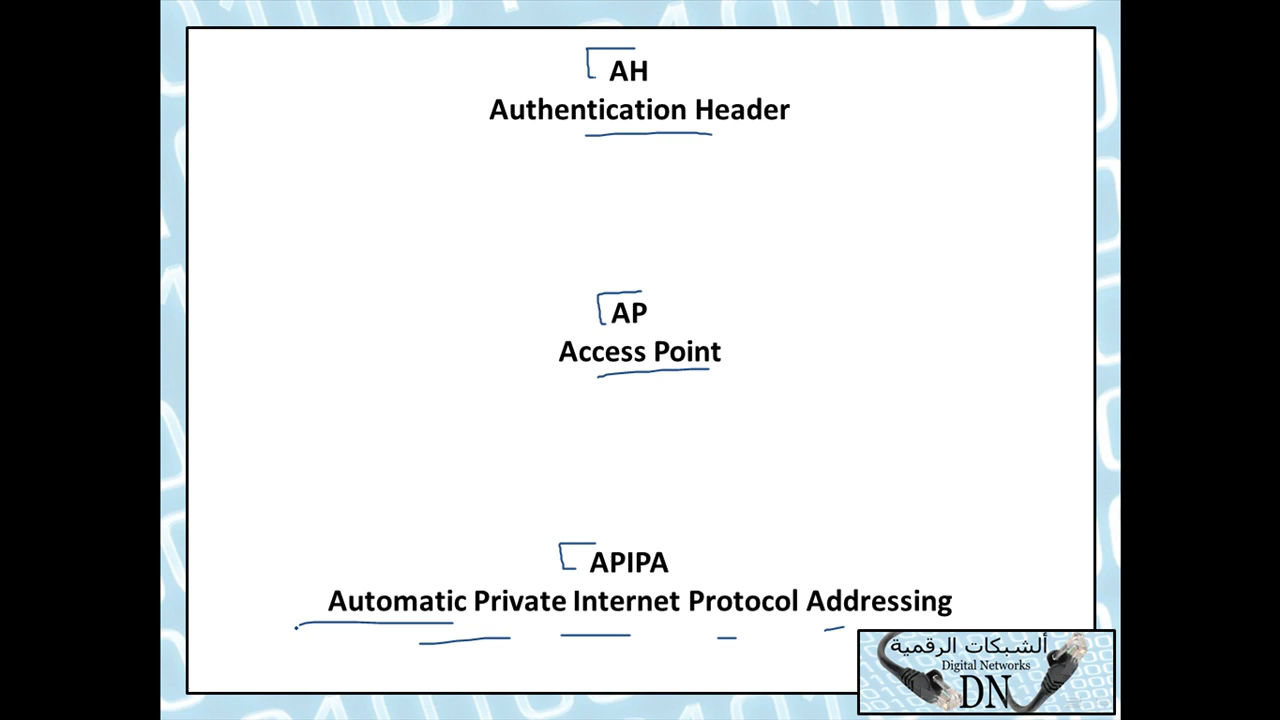 AH
Authentication Header
AP
Access Point
APIPA
Automatic Private Internet Protocol Addressing
ألشبكات الرقمية
Digital Networks
DN